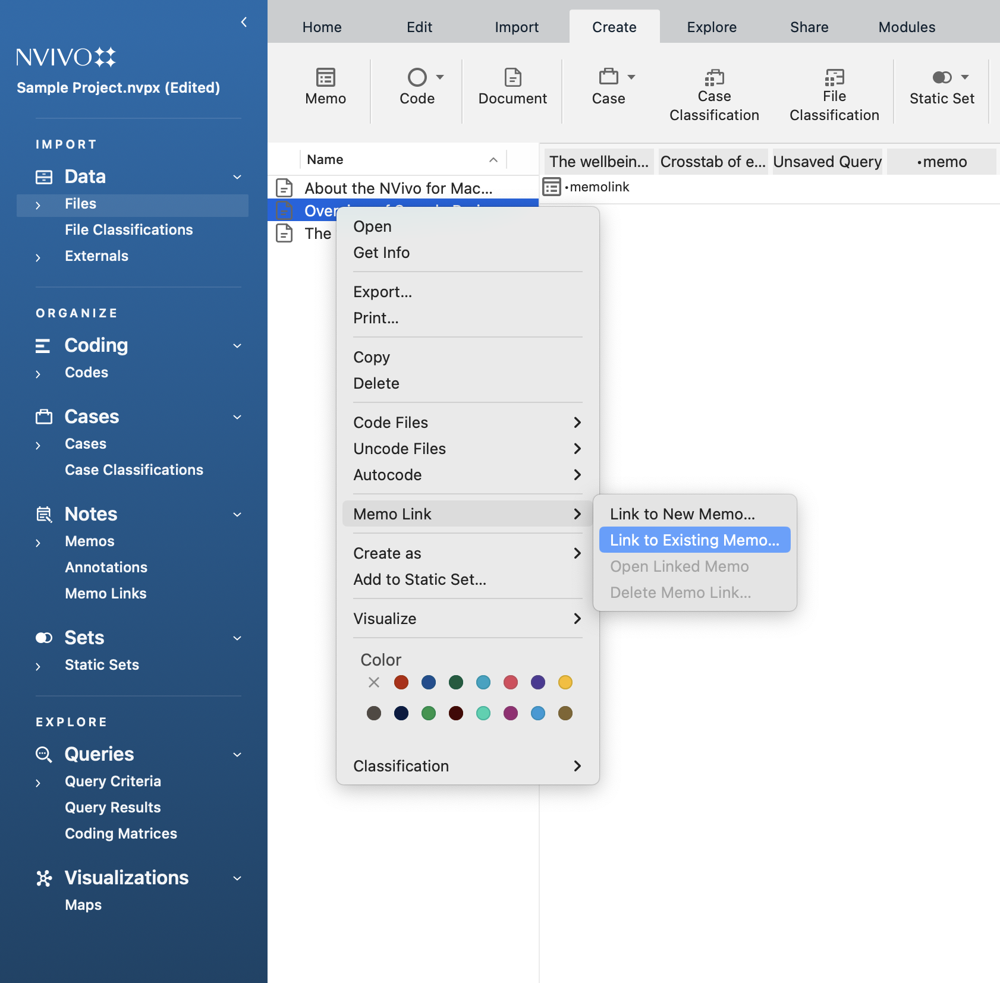 NVIVO
Sample Project.nvpx (Edited)
IMPORT
Data
Files
File Classifications
Externals
ORGANIZE
Coding
Codes
Cases
Cases
Case Classifications
Notes
Memos
Annotations
Memo Links
Sets
Static Sets
EXPLORE
Queries
Query Criteria
Query Results
Coding Matrices
Visualizations
Maps
Home Edit Import Create Explore Share Modules
Memo Code Document Case Case Classification File Classification Static Set
Name
About the NVivo for Mac...
The
The wellbein... Crosstab of e... Unsaved Query •memo
•memolink
Open
Get Info
Export...
Print...
Copy
Delete
Code Files
Uncode Files
Autocode
Memo Link
Create as
Add to Static Set...
Visualize
Color
Classification
Link to New Memo...
Link to Existing Memo...
Open Linked Memo
Delete Memo Link...